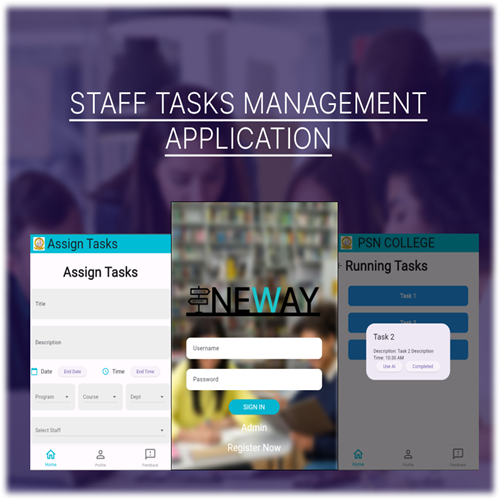 STAFF TASKS MANAGEMENT
APPLICATION
Assign Tasks
Assign Tasks
Title
Description
Date
End Date
Time
End Time
Program
Course
Dept
Select Staff
Home
Profile
Feedback
ONEWAY
Username
Password
SIGN IN
Admin
Register Now
PSN COLLEGE
Running Tasks
Task 1
Task 2
Description: Task 2 Description
Time: 10:30 AM
Use AI
Completed
Home
Profile
Feedback